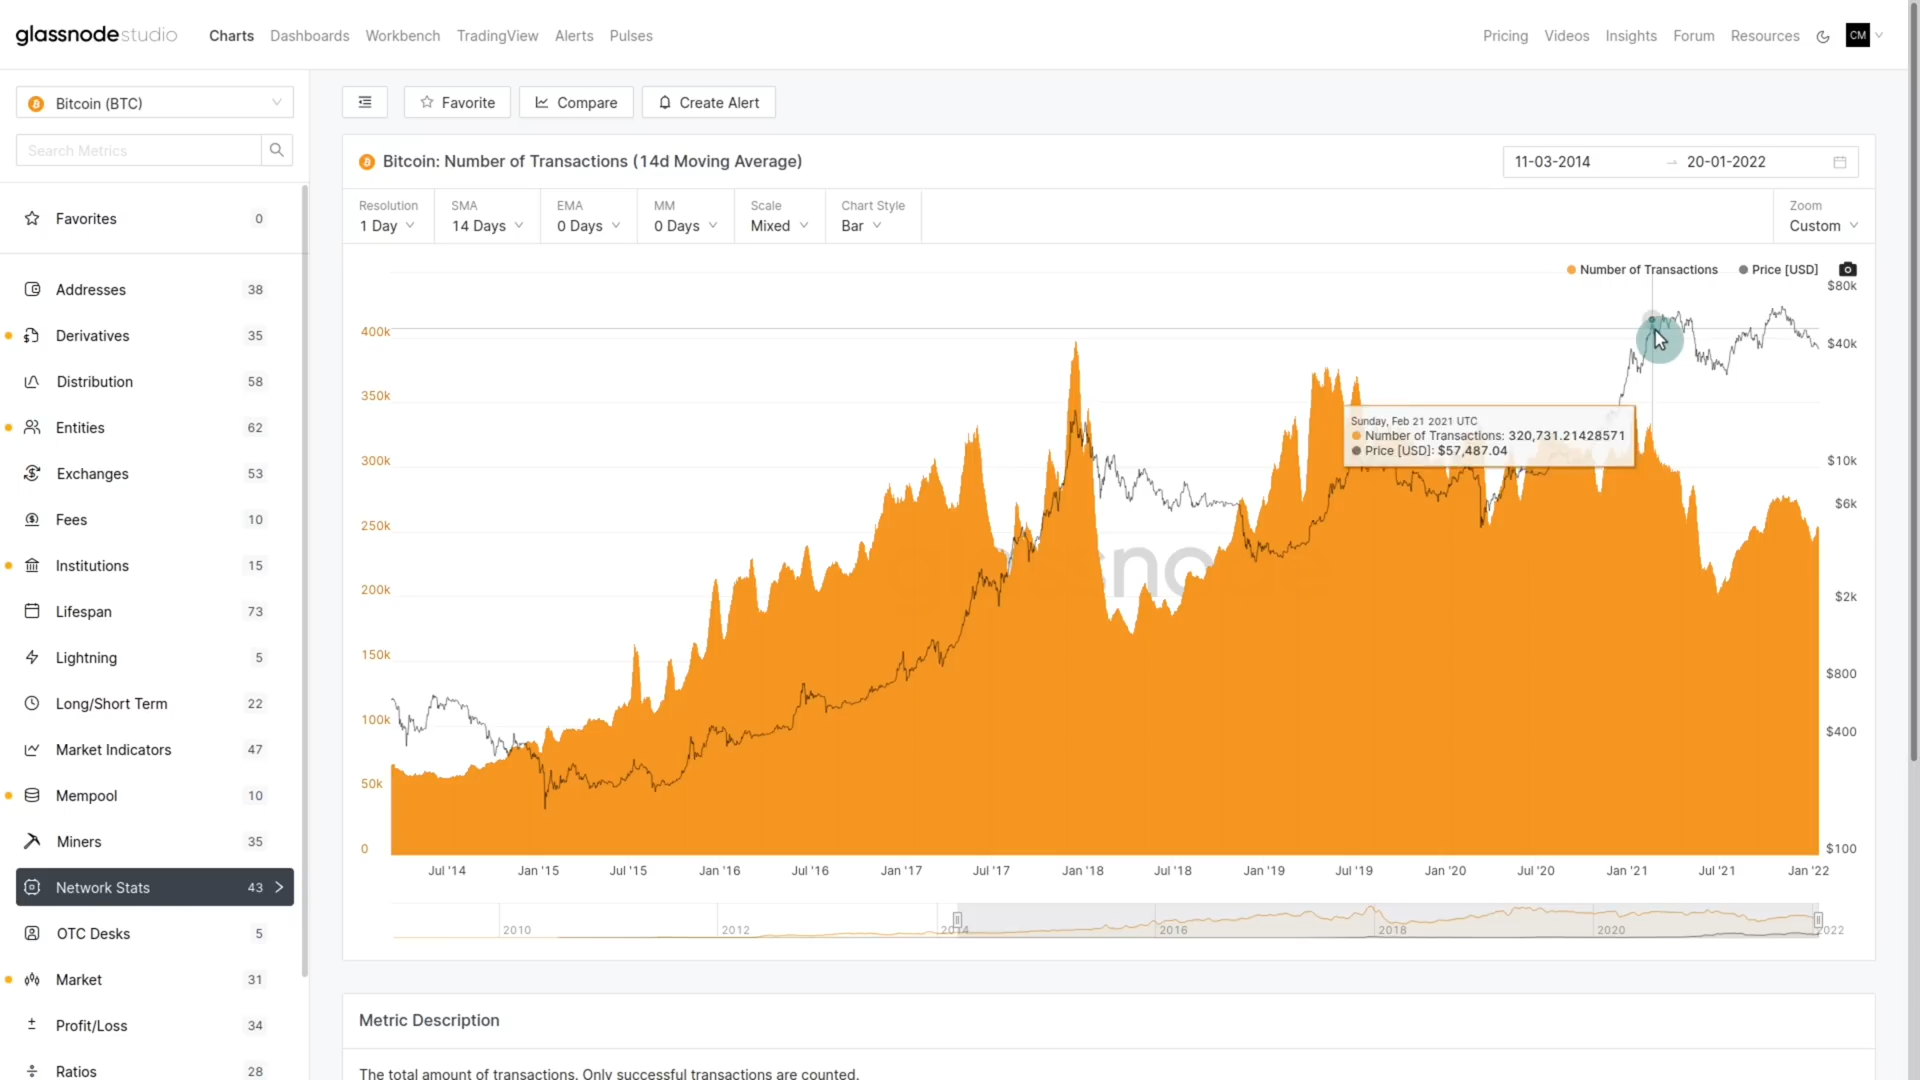 glassnodestudio
Charts Dashboards Workbench TradingView Alerts Pulses
Pricing Videos Insights Forum Resources CM
Bitcoin (BTC)
Search Metrics
Favorites 0
Addresses 38
Derivatives 35
Distribution 58
Entities 62
Exchanges 53
Fees 10
Institutions 15
Lifespan 73
Lightning 5
Long/Short Term 22
Market Indicators 47
Mempool 10
Miners 35
Network Stats 43
OTC Desks 5
Market 31
Profit/Loss 34
Ratios 28
Favorite Compare Create Alert
Bitcoin: Number of Transactions (14d Moving Average)
11-03-2014 → 20-01-2022
Resolution SMA EMA MM Scale Chart Style Zoom
1 Day 14 Days 0 Days 0 Days Mixed Bar Custom
Number of Transactions Price [USD]
400k
350k
300k
250k
200k
150k
100k
50k
0
$80k
$40k
$10k
$6k
$2k
$800
$400
$100
Sunday, Feb 21 2021 UTC
Number of Transactions: 320,731.21428571
Price [USD]: $57,487.04
Jul '14 Jan '15 Jul '15 Jan '16 Jul '16 Jan '17 Jul '17 Jan '18 Jul '18 Jan '19 Jul '19 Jan '20 Jul '20 Jan '21 Jul '21 Jan '22
2010 2012 2014 2016 2018 2020 2022
Metric Description
The total amount of transactions. Only successful transactions are counted.